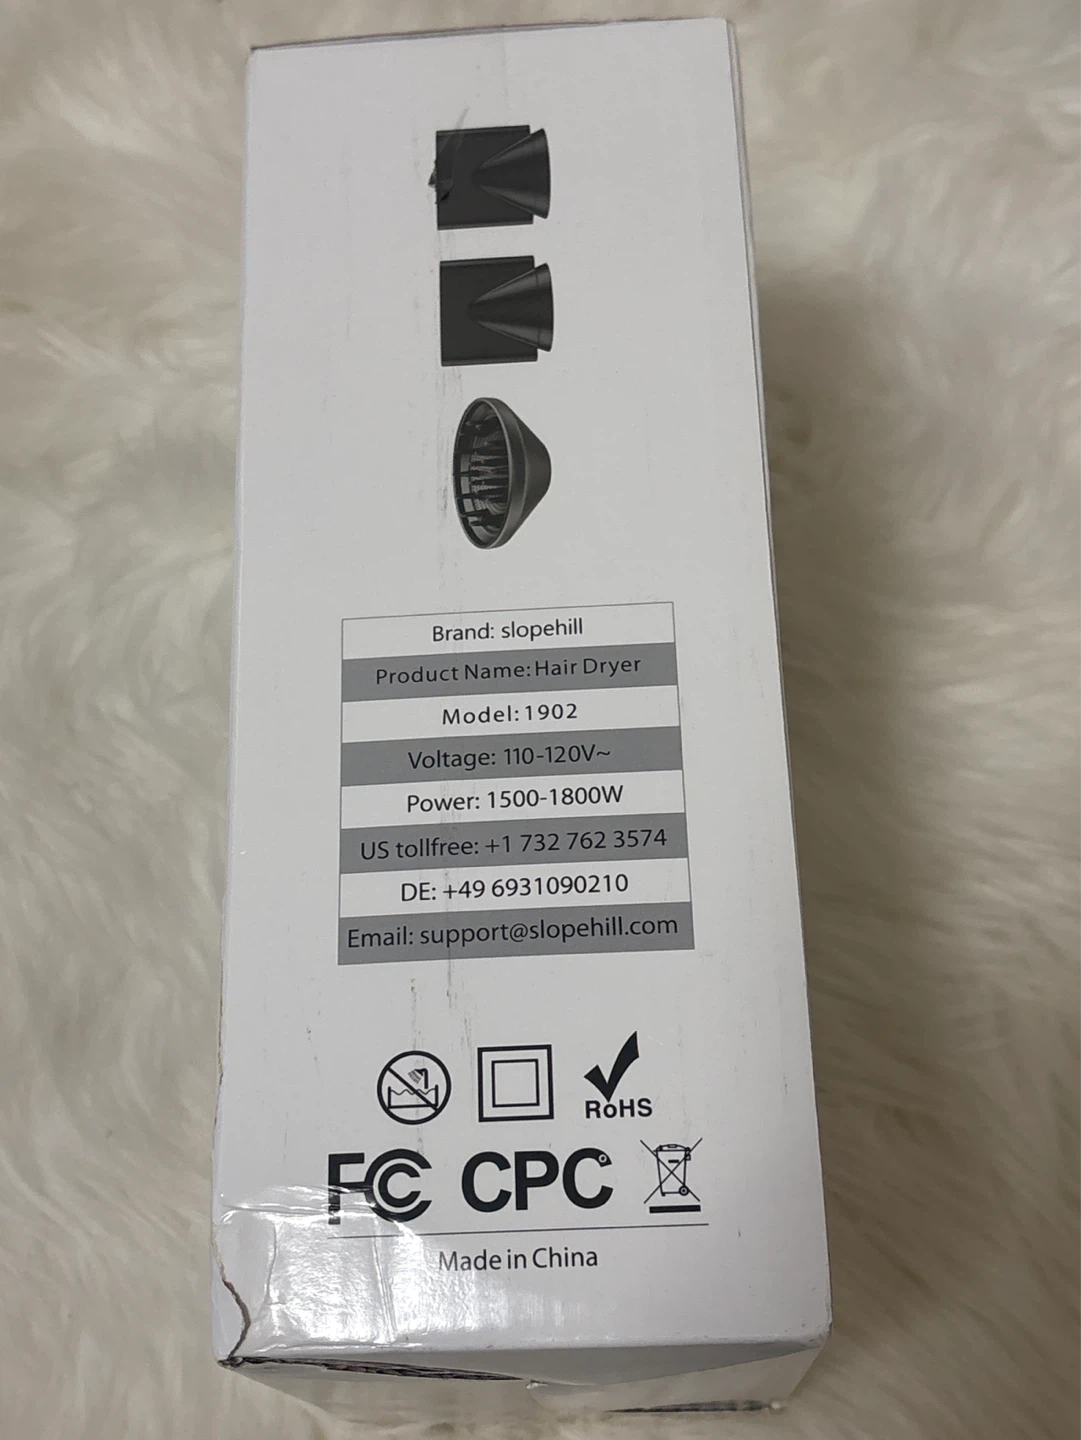 Brand: slopehill
Product Name: Hair Dryer
Model: 1902
Voltage: 110-120V~
Power: 1500-1800W
US tollfree: +1 732 762 3574
DE: +49 6931090210
Email: support@slopehill.com
RoHS
FC CPC
Made in China